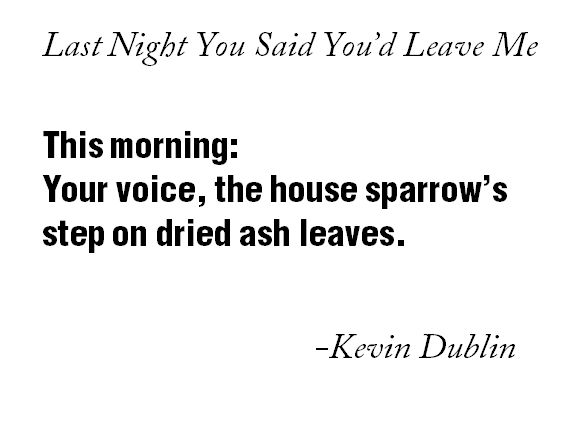 Last Night You Said You’d Leave Me
This morning:
Your voice, the house sparrow’s
step on dried ash leaves.
-Kevin Dublin